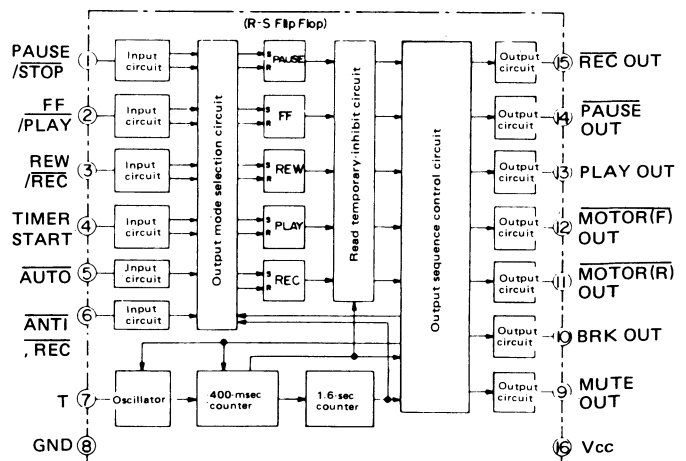 (R-S Flip Flop)
PAUSE
/STOP
①
Input
circuit
FF
/PLAY
②
Input
circuit
REW
/REC
③
Input
circuit
TIMER
START
④
Input
circuit
AUTO
⑤
Input
circuit
ANTI
, REC
⑥
Input
circuit
T
⑦
Oscillator
400-msec
counter
1.6-sec
counter
GND
⑧
Output mode selection circuit
S
R
PAUSE
S
R
FF
S
R
REW
S
R
PLAY
S
R
REC
Read temporary-inhibit circuit
Output sequence control circuit
Output
circuit
⑮
REC OUT
Output
circuit
⑭
PAUSE
OUT
Output
circuit
⑬
PLAY OUT
Output
circuit
⑫
MOTOR(F)
OUT
Output
circuit
⑪
MOTOR(R)
OUT
Output
circuit
⑩
BRK OUT
Output
circuit
⑨
MUTE
OUT
⑯
Vcc